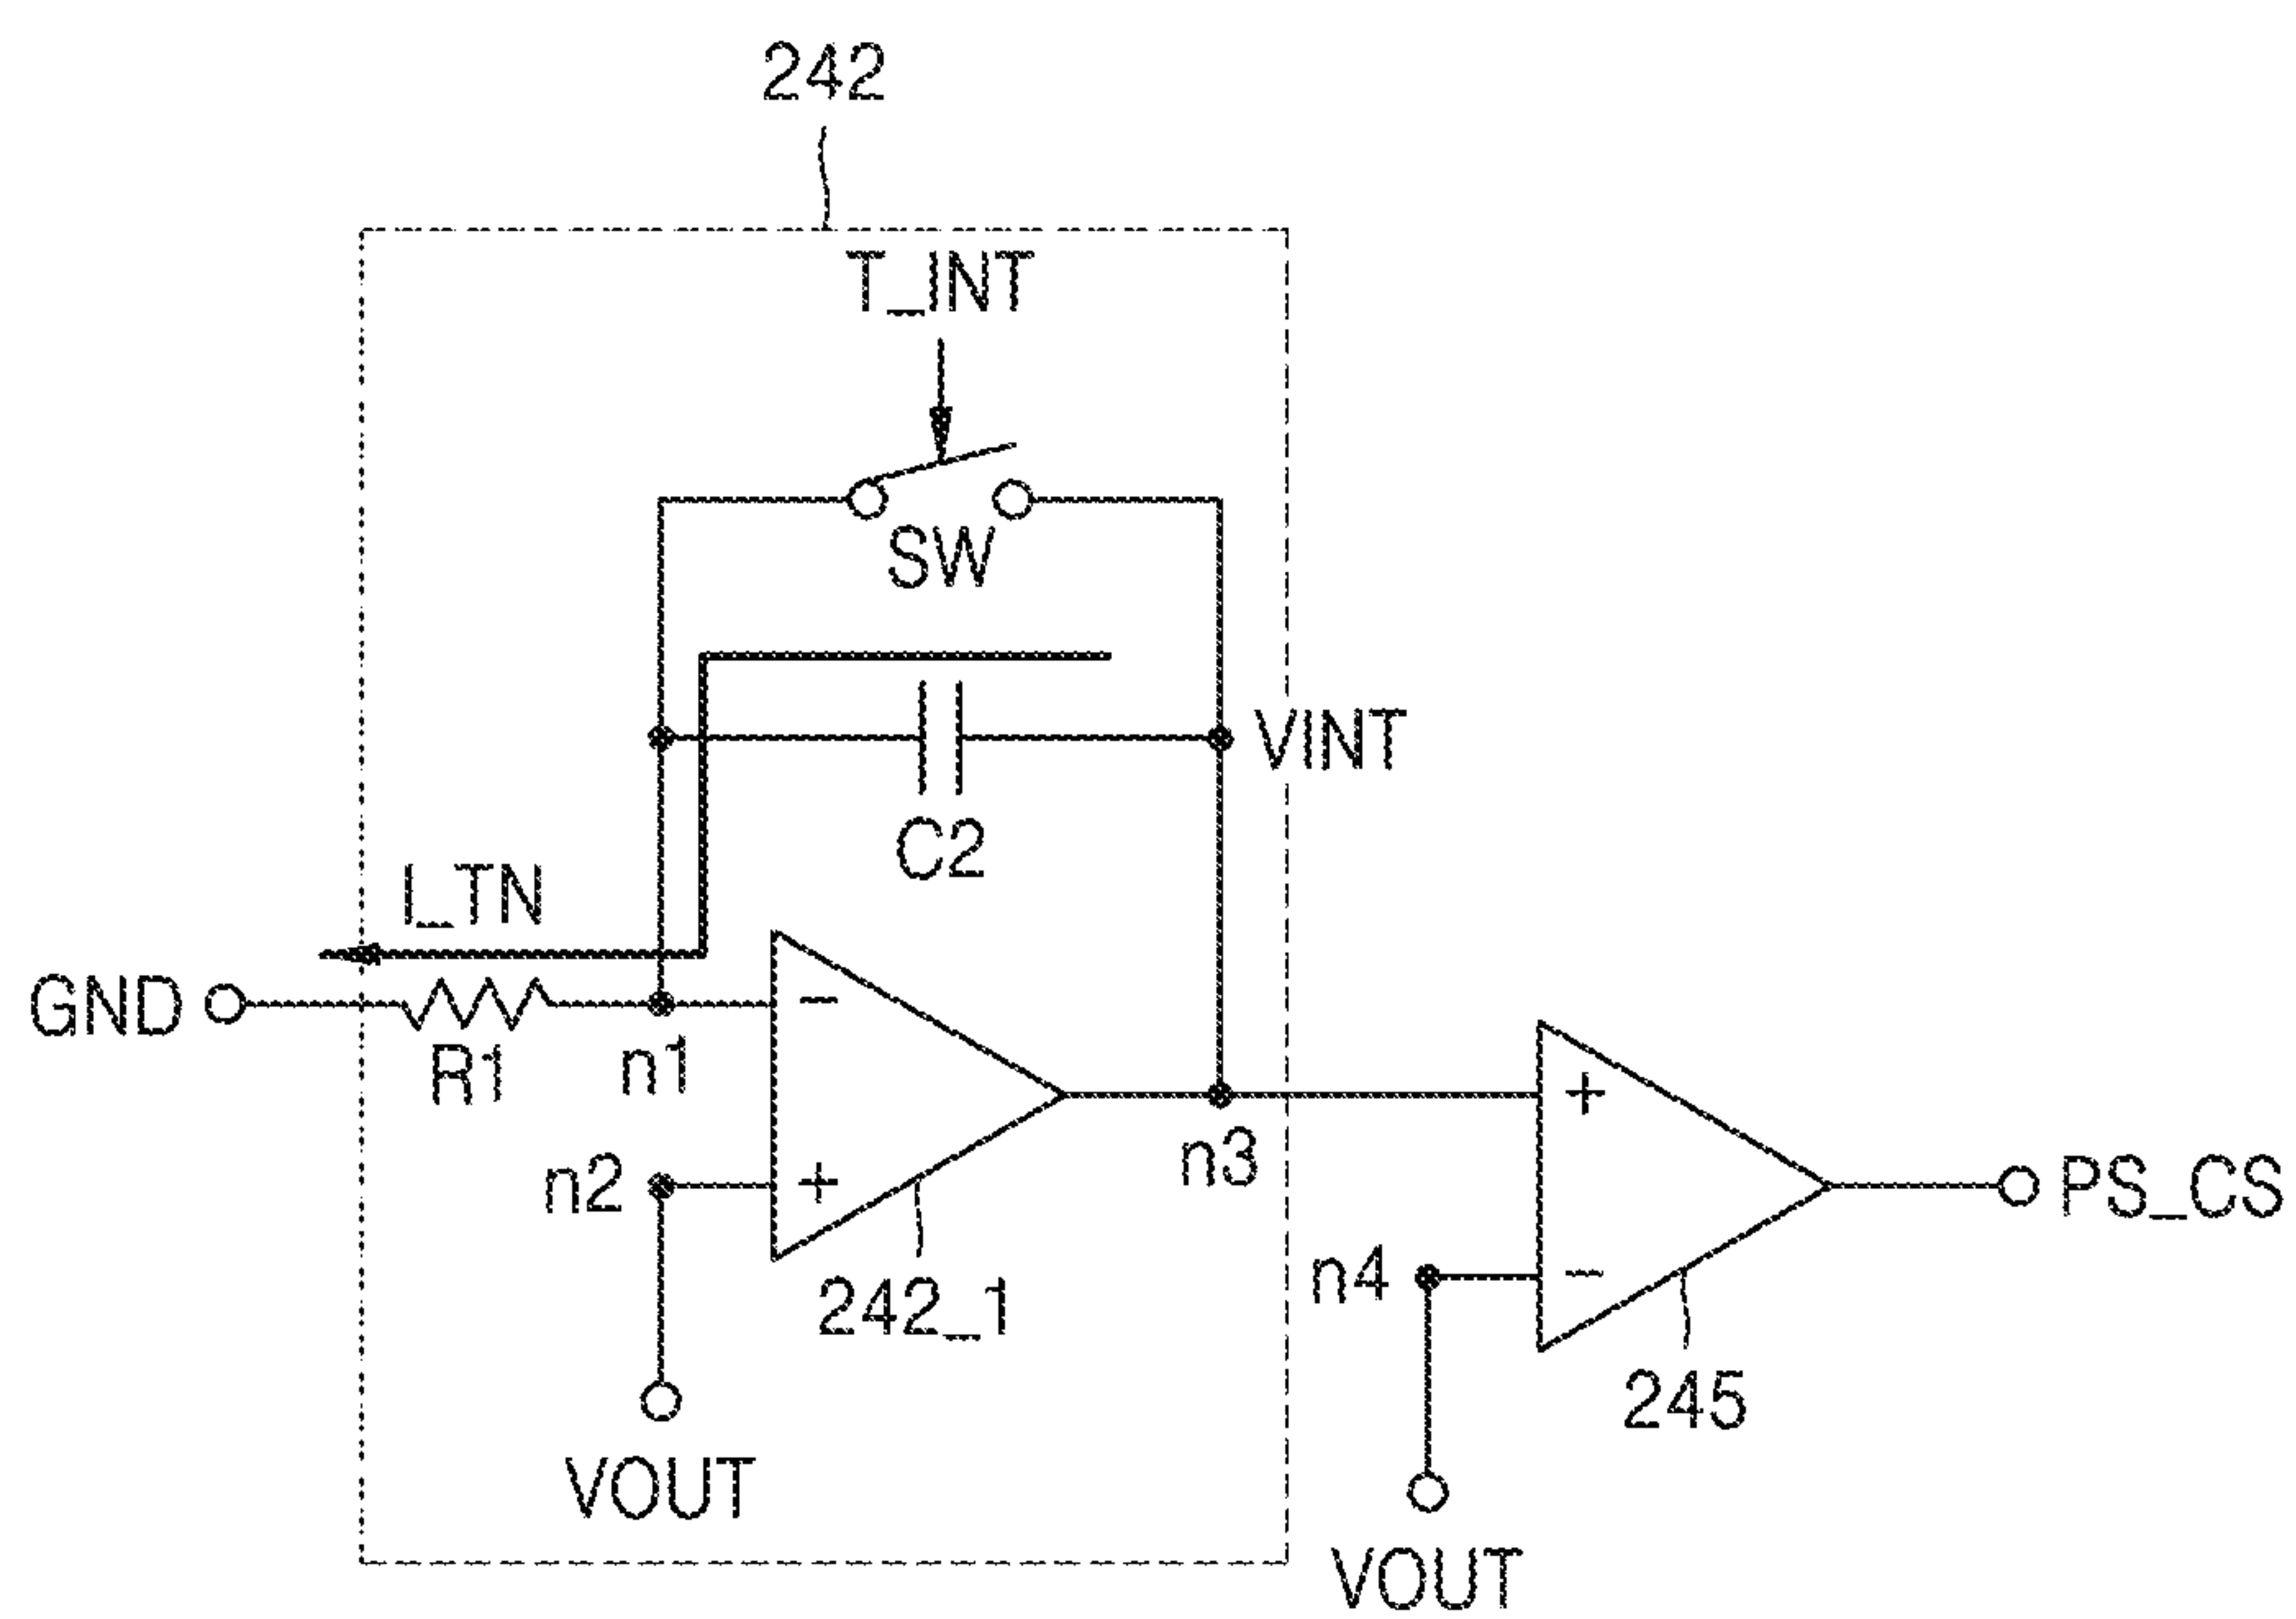 242
T_INT
SW
VINT
C2
I_TN
GND
R1
n1
-
+
n2
+
n3
PS_CS
n4
-
242_1
245
VOUT
VOUT